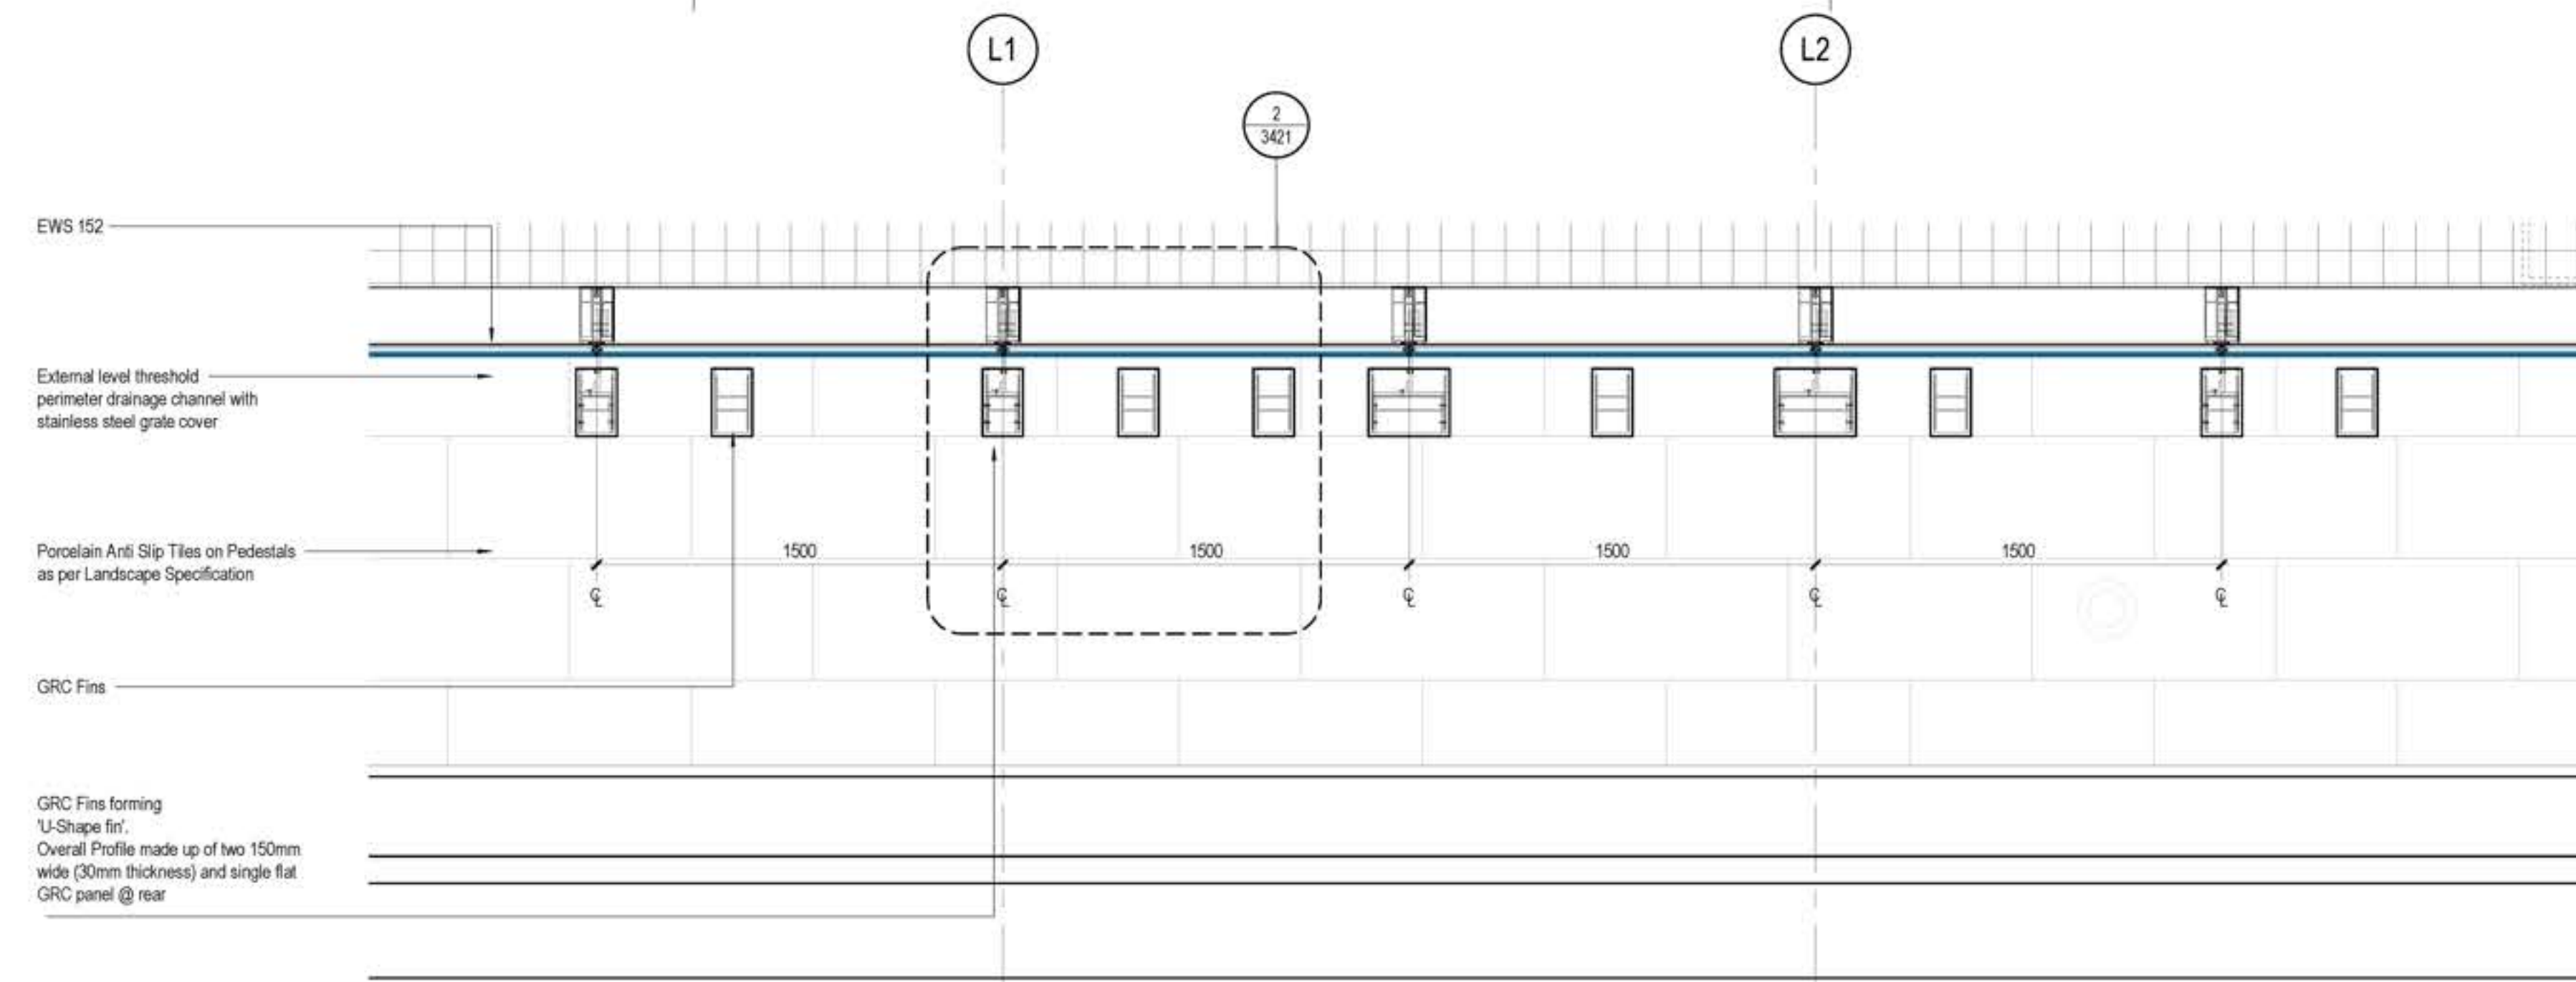 L1
L2
2
3421
EWS 152
External level threshold
perimeter drainage channel with
stainless steel grate cover
Porcelain Anti Slip Tiles on Pedestals
as per Landscape Specification
1500
1500
1500
1500
℄
℄
℄
℄
℄
GRC Fins
GRC Fins forming
'U-Shape fin'.
Overall Profile made up of two 150mm
wide (30mm thickness) and single flat
GRC panel @ rear